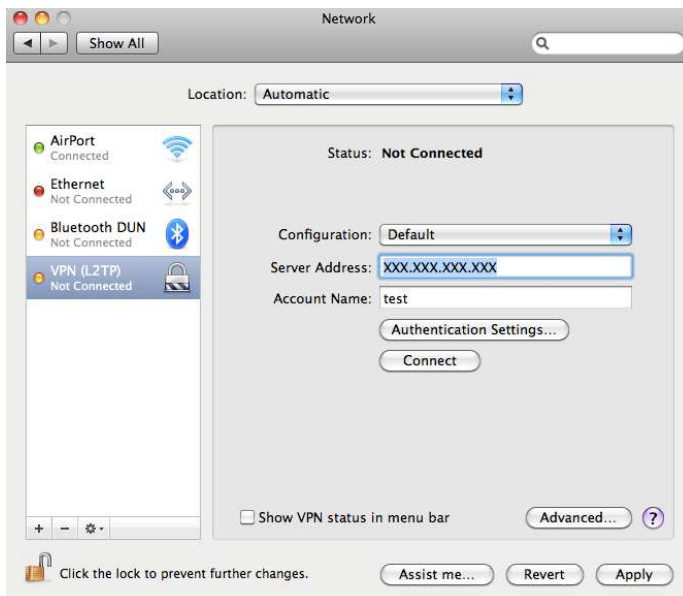 Network
Show All
Location: Automatic
AirPort
Connected
Ethernet
Not Connected
Bluetooth DUN
Not Connected
VPN (L2TP)
Not Connected
Status: Not Connected
Configuration: Default
Server Address: XXX.XXX.XXX.XXX
Account Name: test
Authentication Settings...
Connect
Show VPN status in menu bar
Advanced... ?
Click the lock to prevent further changes.
Assist me... Revert Apply